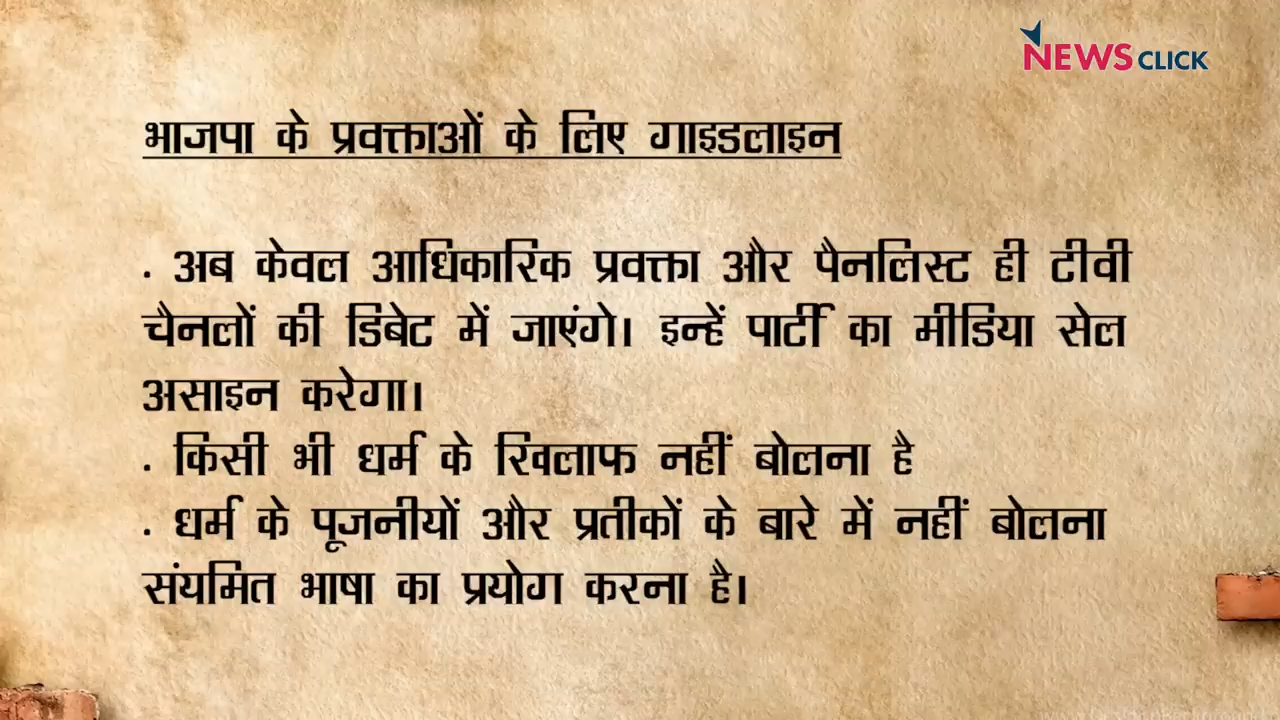 NEWSCLICK
भाजपा के प्रवक्ताओं के लिए गाइडलाइन
. अब केवल आधिकारिक प्रवक्ता और पैनलिस्ट ही टीवी
चैनलों की डिबेट में जाएंगे। इन्हें पार्टी का मीडिया सेल
असाइन करेगा।
. किसी भी धर्म के खिलाफ नहीं बोलना है
. धर्म के पूजनीयों और प्रतीकों के बारे में नहीं बोलना
संयमित भाषा का प्रयोग करना है।